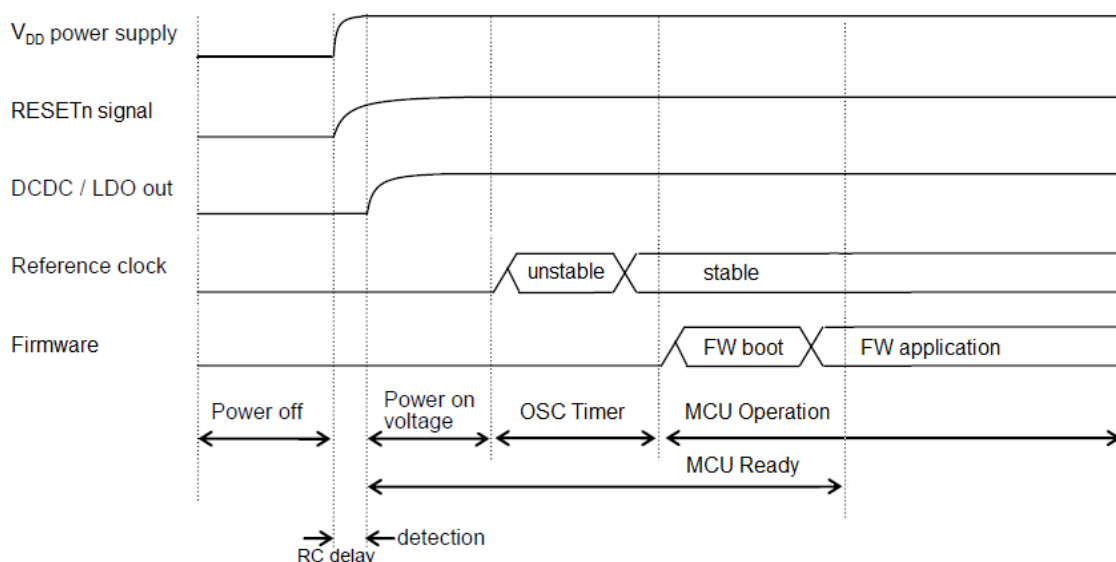 VDD power supply
RESETn signal
DCDC / LDO out
Reference clock
unstable
stable
Firmware
FW boot
FW application
Power off
Power on
voltage
OSC Timer
MCU Operation
MCU Ready
detection
RC delay